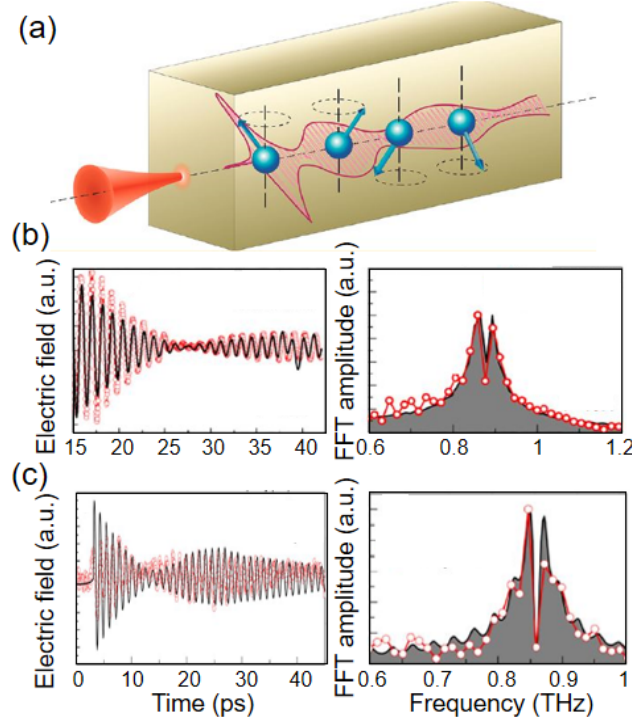 (a)
(b)
Electric field (a.u.)
15 20 25 30 35 40
FFT amplitude (a.u.)
0.6 0.8 1 1.2
(c)
Electric field (a.u.)
0 10 20 30 40
Time (ps)
FFT amplitude (a.u.)
0.6 0.7 0.8 0.9 1
Frequency (THz)